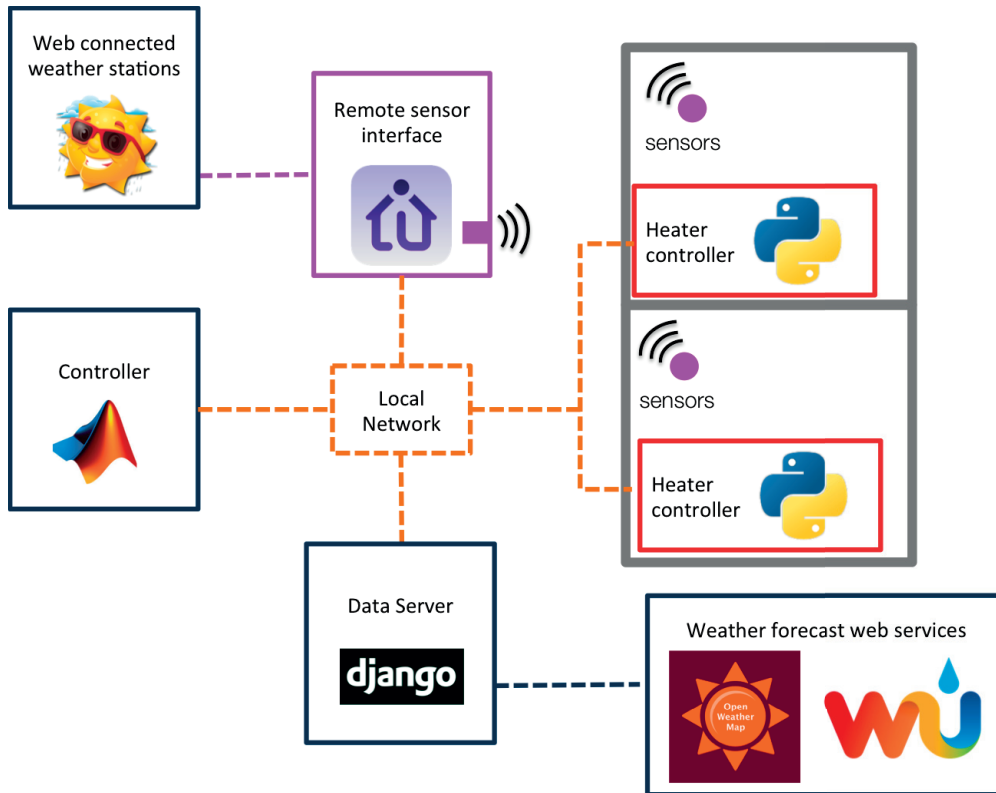 Web connected
weather stations
Remote sensor
interface
sensors
Heater
controller
Controller
Local
Network
sensors
Heater
controller
Data Server
django
Weather forecast web services
Open
Weather
Map
wu